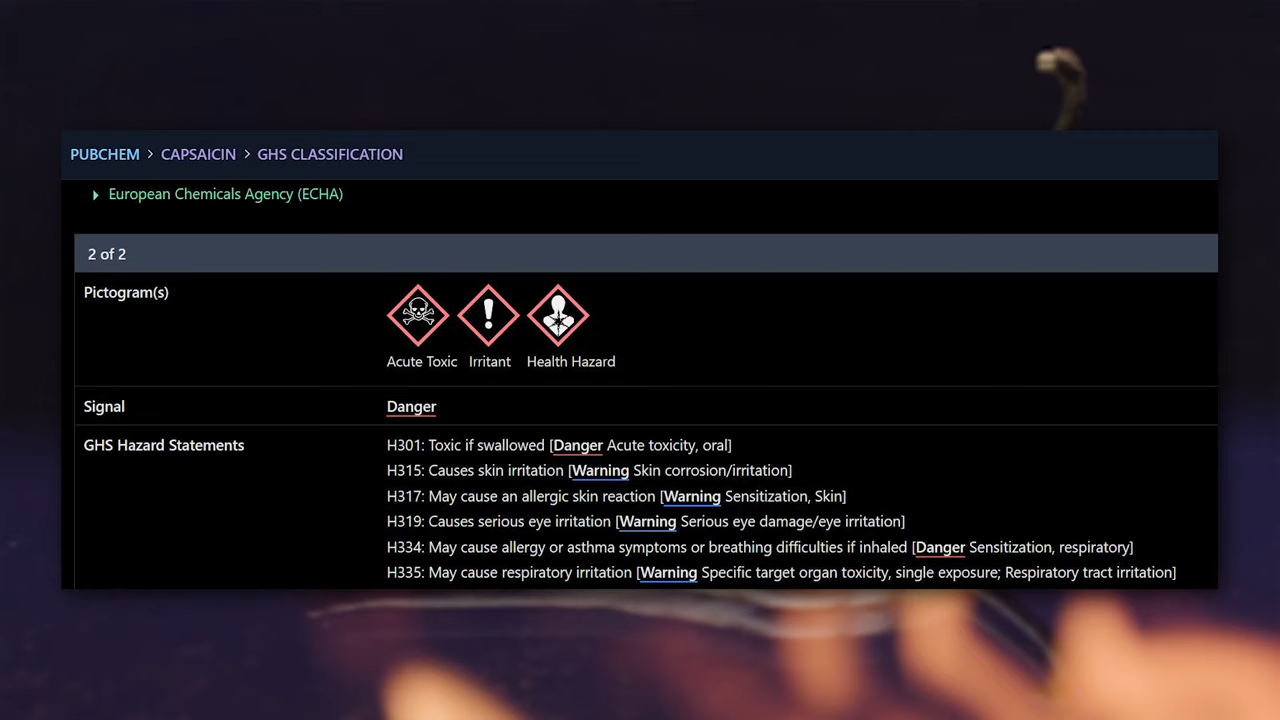 PUBCHEM > CAPSAICIN > GHS CLASSIFICATION
European Chemicals Agency (ECHA)
2 of 2
Pictogram(s)
Acute Toxic Irritant Health Hazard
Signal Danger
GHS Hazard Statements H301: Toxic if swallowed [Danger Acute toxicity, oral]
H315: Causes skin irritation [Warning Skin corrosion/irritation]
H317: May cause an allergic skin reaction [Warning Sensitization, Skin]
H319: Causes serious eye irritation [Warning Serious eye damage/eye irritation]
H334: May cause allergy or asthma symptoms or breathing difficulties if inhaled [Danger Sensitization, respiratory]
H335: May cause respiratory irritation [Warning Specific target organ toxicity, single exposure; Respiratory tract irritation]